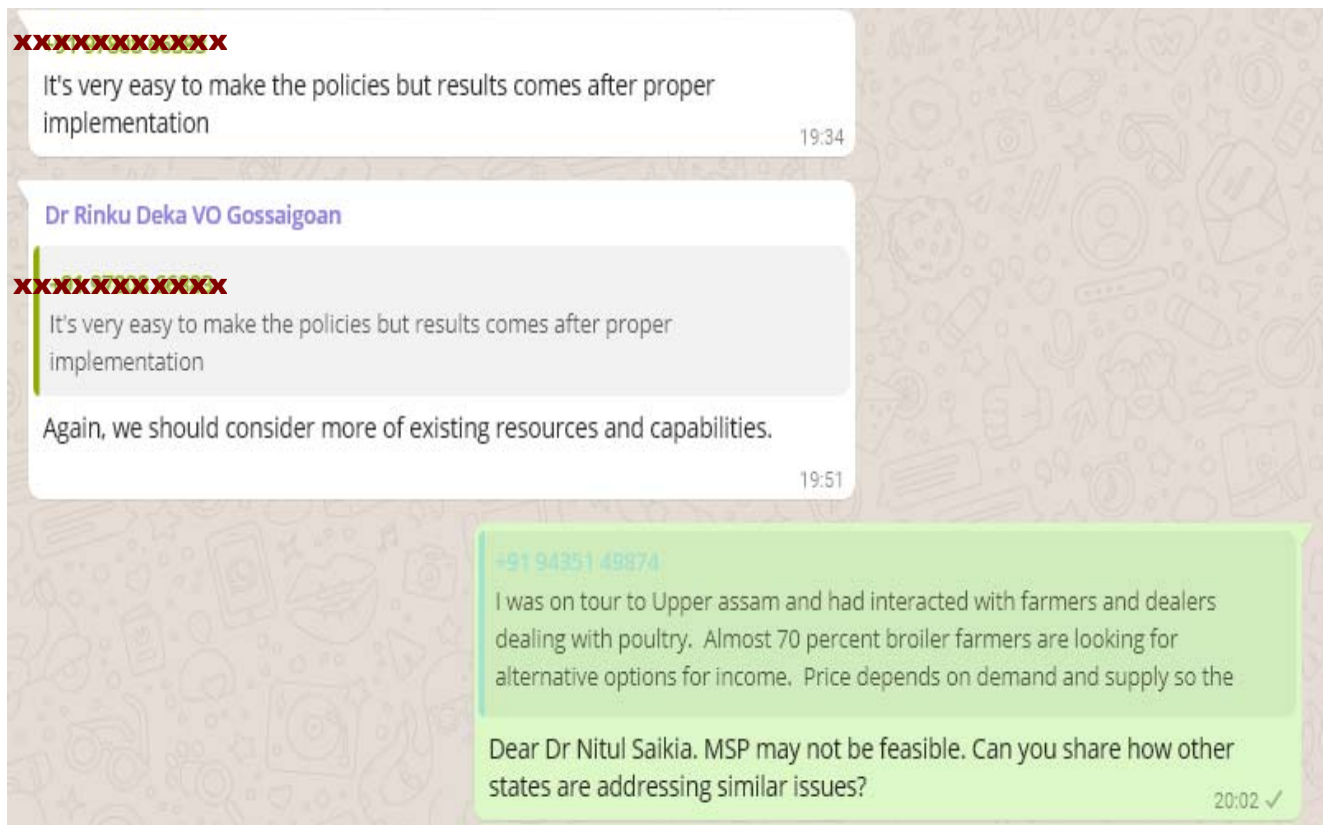 xxxxxxxxxxx
It's very easy to make the policies but results comes after proper
implementation
19:34
Dr Rinku Deka VO Gossaigoan
xxxxxxxxxxx
It's very easy to make the policies but results comes after proper
implementation
Again, we should consider more of existing resources and capabilities.
19:51
+91 94351 49874
I was on tour to Upper assam and had interacted with farmers and dealers
dealing with poultry. Almost 70 percent broiler farmers are looking for
alternative options for income. Price depends on demand and supply so the
Dear Dr Nitul Saikia. MSP may not be feasible. Can you share how other
states are addressing similar issues?
20:02